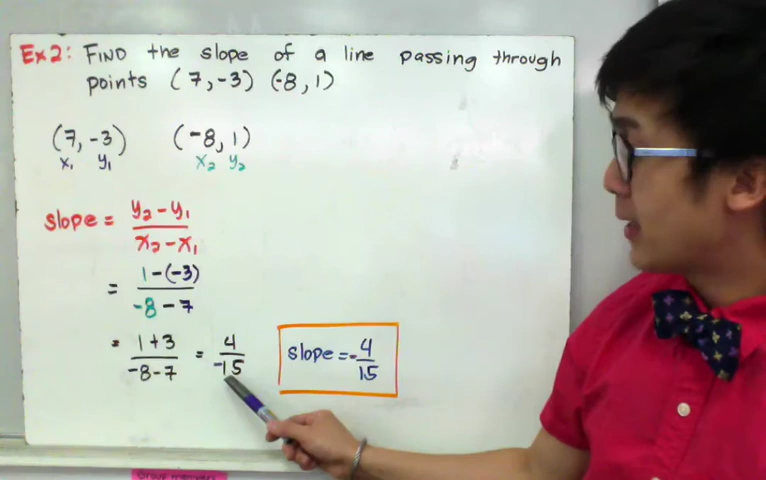 Ex2: FIND the slope of a line passing through
points (7,-3) (-8,1)
(7,-3) (-8,1)
x₁ y₁ x₂ y₂
slope = y₂-y₁ / x₂-x₁
= 1-(-3) / -8-7
= 1+3 / -8-7 = 4 / -15
slope = -4 / 15
Group members